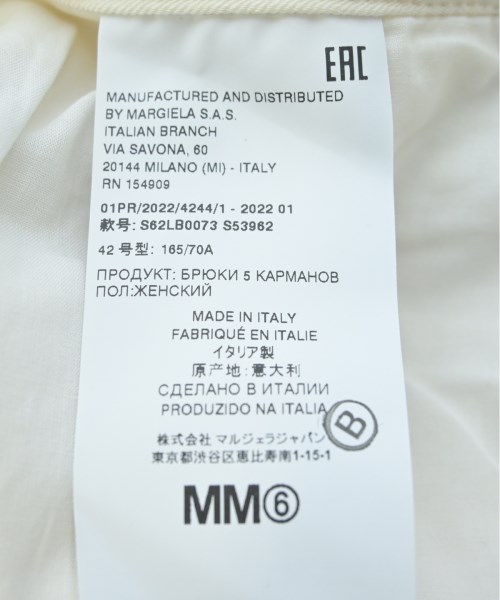 EAC
MANUFACTURED AND DISTRIBUTED
BY MARGIELA S.A.S.
ITALIAN BRANCH
VIA SAVONA, 60
20144 MILANO (MI) - ITALY
RN 154909
01PR/2022/4244/1 - 2022 01
款号: S62LB0073 S53962
42 号型: 165/70A
ПРОДУКТ: БРЮКИ 5 КАРМАНОВ
ПОЛ:ЖЕНСКИЙ
MADE IN ITALY
FABRIQUÉ EN ITALIE
イタリア製
原产地: 意大利
СДЕЛАНО В ИТАЛИИ
PRODUZIDO NA ITALIA
B
株式会社 マルジェラジャパン
東京都渋谷区恵比寿南1-15-1
MM⑥